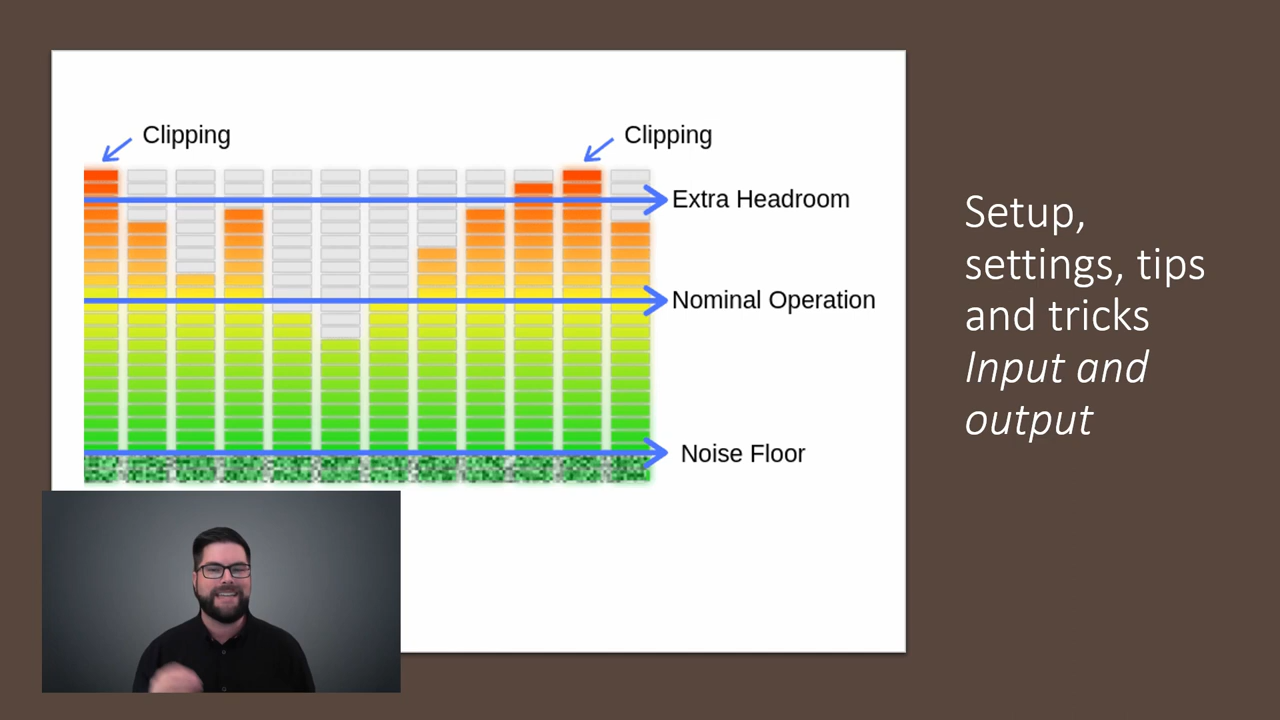 Clipping
Clipping
Extra Headroom
Nominal Operation
Noise Floor
Setup,
settings, tips
and tricks
Input and
output